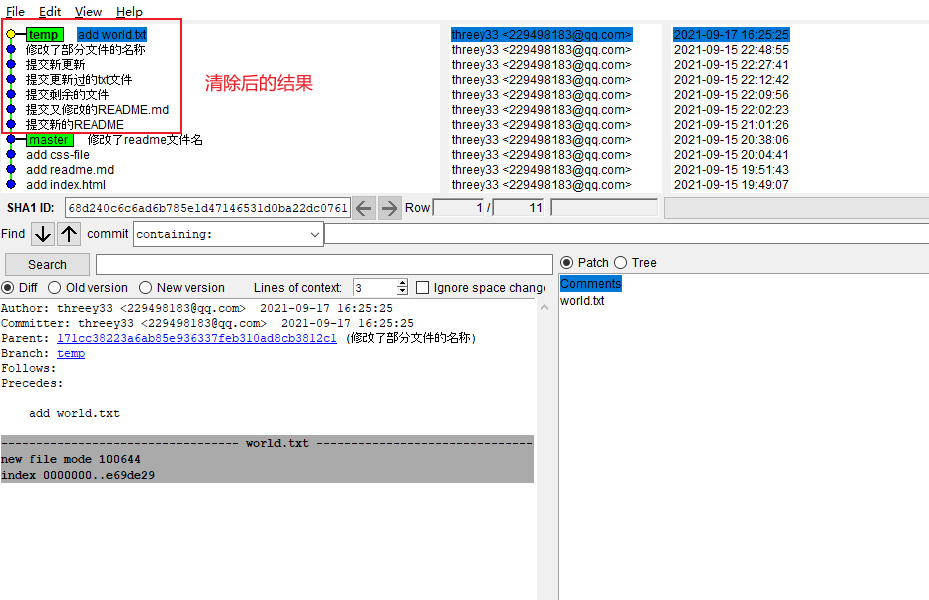 File Edit View Help
temp add world.txt threey33 <229498183@qq.com> 2021-09-17 16:25:25
修改了部分文件的名称 threey33 <229498183@qq.com> 2021-09-15 22:48:55
提交新更新 threey33 <229498183@qq.com> 2021-09-15 22:27:41
提交更新过的txt文件 threey33 <229498183@qq.com> 2021-09-15 22:12:42
清除后的结果
提交剩余的文件 threey33 <229498183@qq.com> 2021-09-15 22:09:56
提交又修改的README.md threey33 <229498183@qq.com> 2021-09-15 22:02:23
提交新的README threey33 <229498183@qq.com> 2021-09-15 21:01:26
master 修改了readme文件名 threey33 <229498183@qq.com> 2021-09-15 20:38:06
add css-file threey33 <229498183@qq.com> 2021-09-15 20:04:41
add readme.md threey33 <229498183@qq.com> 2021-09-15 19:51:43
add index.html threey33 <229498183@qq.com> 2021-09-15 19:49:07
SHA1 ID: 68d240c6c6ad6b785e1d47146531d0ba22dc0761 Row 1 / 11
Find commit containing:
Search
Patch Tree
Diff Old version New version Lines of context: 3 Ignore space change
Comments
world.txt
Author: threey33 <229498183@qq.com> 2021-09-17 16:25:25
Committer: threey33 <229498183@qq.com> 2021-09-17 16:25:25
Parent: 171cc38223a6ab85e936337feb310ad8cb3812c1 (修改了部分文件的名称)
Branch: temp
Follows:
Precedes:
add world.txt
---------------------------------- world.txt -------------------------------
new file mode 100644
index 0000000..e69de29